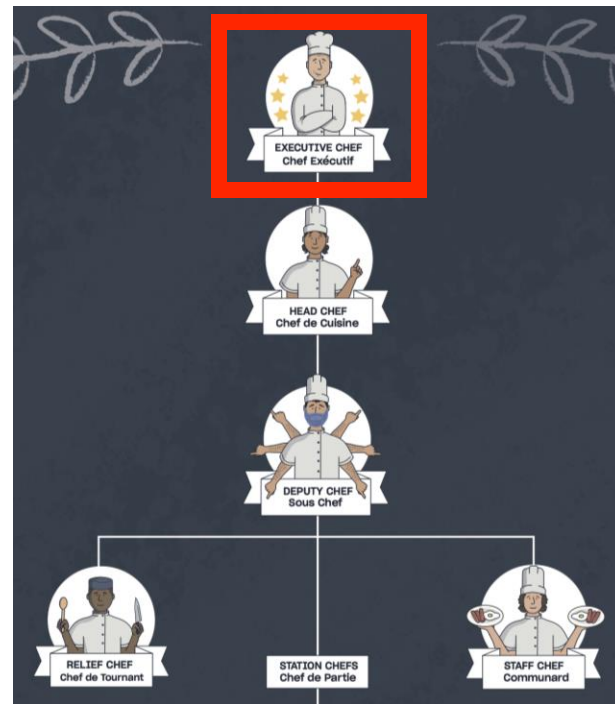 EXECUTIVE CHEF
Chef Exécutif
HEAD CHEF
Chef de Cuisine
DEPUTY CHEF
Sous Chef
RELIEF CHEF
Chef de Tournant
STATION CHEFS
Chef de Partie
STAFF CHEF
Communard